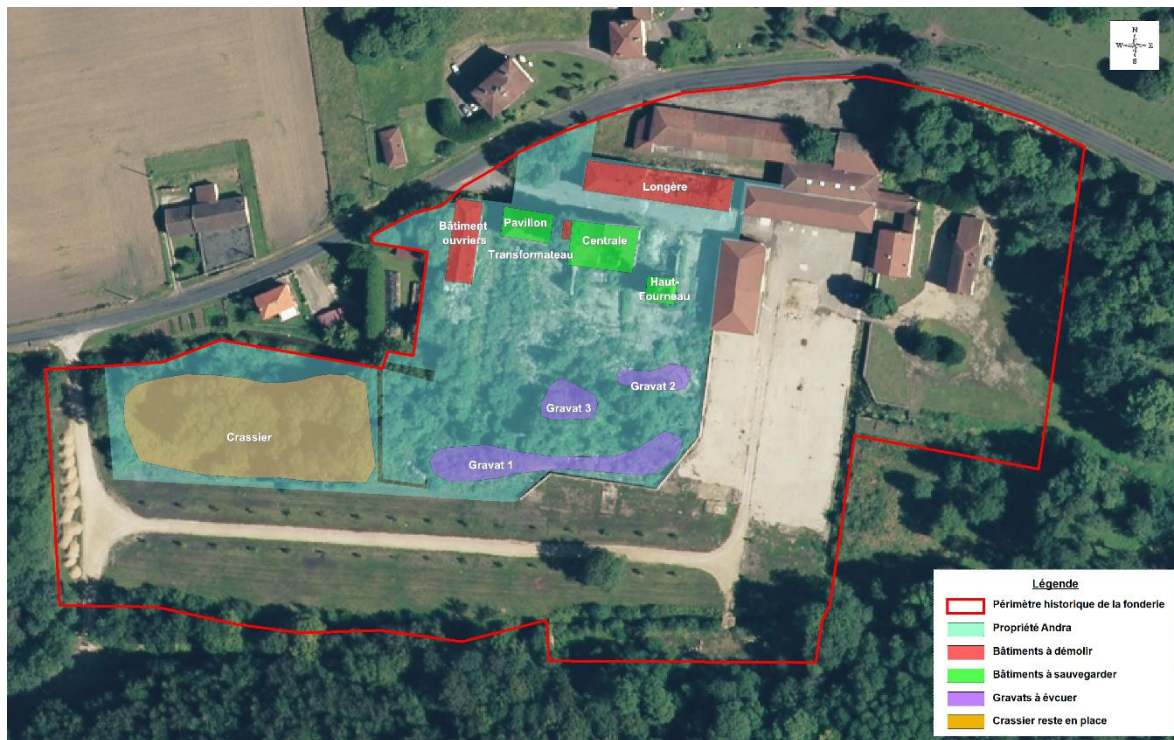 N
W E
S
Longère
Pavillon
Bâtiment
ouvriers
Centrale
Transformateau
Haut-
Fourneau
Gravat 2
Gravat 3
Crassier
Gravat 1
Légende
Périmètre historique de la fonderie
Propriété Andra
Bâtiments à démolir
Bâtiments à sauvegarder
Gravats à évcuer
Crassier reste en place